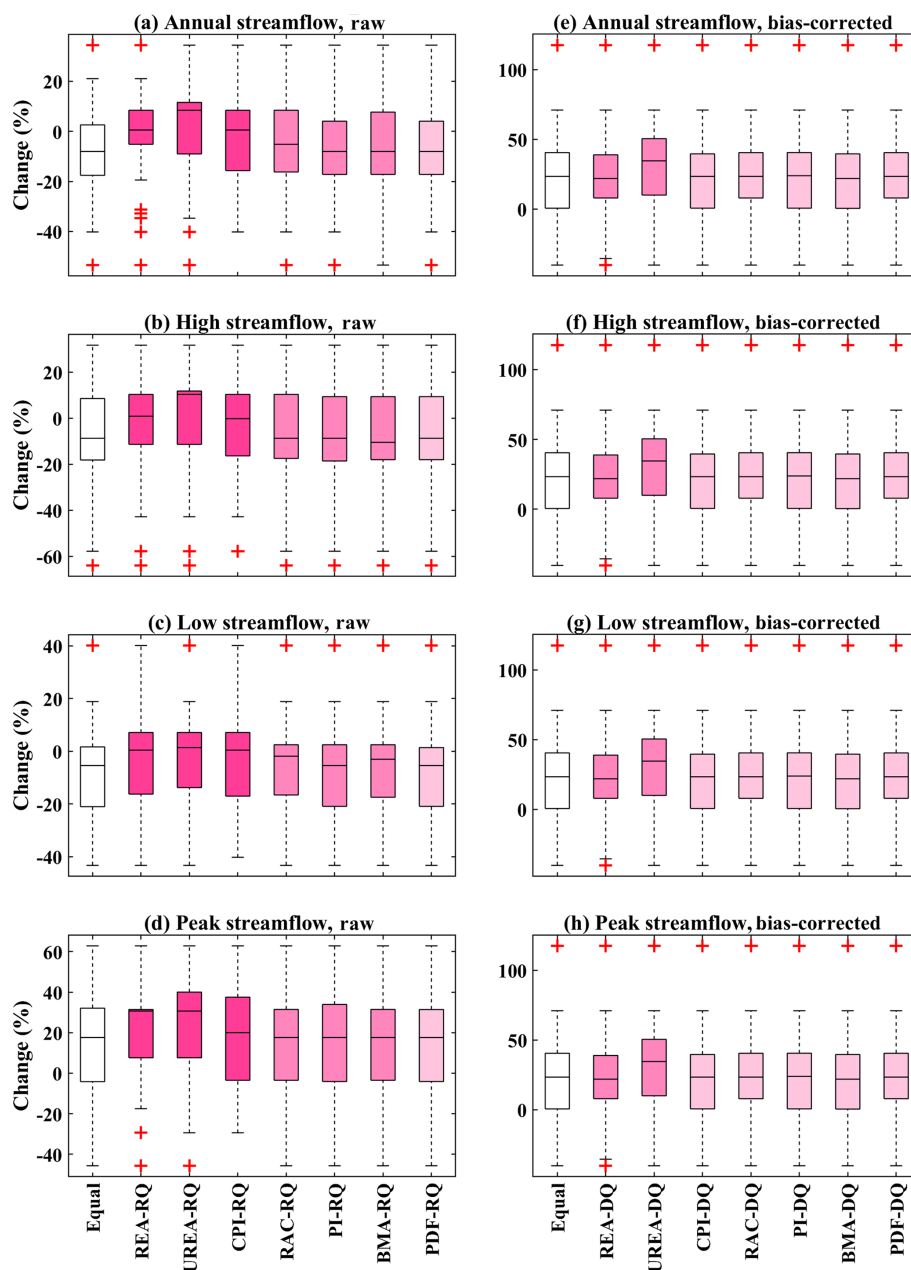 (a) Annual streamflow, raw
Change (%)
20
0
-20
-40
(e) Annual streamflow, bias-corrected
100
50
0
(b) High streamflow, raw
Change (%)
20
0
-20
-40
-60
(f) High streamflow, bias-corrected
100
50
0
(c) Low streamflow, raw
Change (%)
40
20
0
-20
-40
(g) Low streamflow, bias-corrected
100
50
0
(d) Peak streamflow, raw
Change (%)
60
40
20
0
-20
-40
Equal
REA-RQ
UREA-RQ
CPI-RQ
RAC-RQ
PI-RQ
BMA-RQ
PDF-RQ
(h) Peak streamflow, bias-corrected
100
50
0
Equal
REA-DQ
UREA-DQ
CPI-DQ
RAC-DQ
PI-DQ
BMA-DQ
PDF-DQ